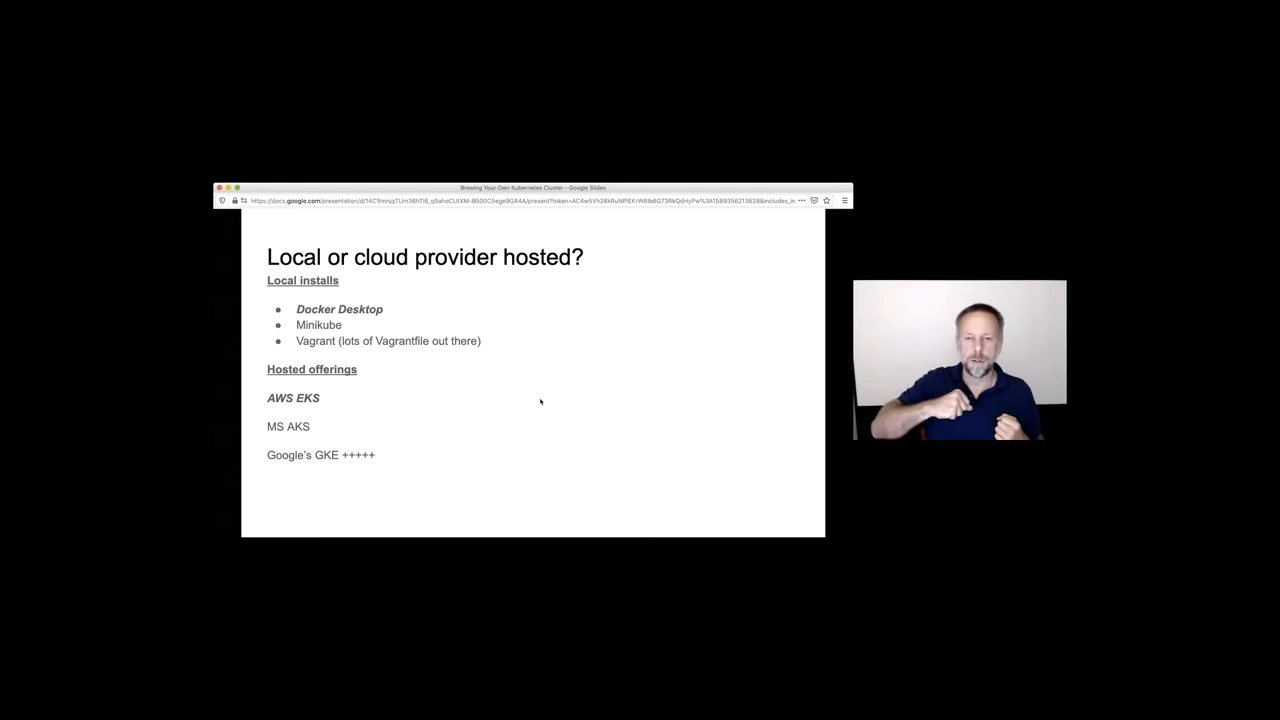 Brewing Your Own Kubernetes Cluster - Google Slides
Local or cloud provider hosted?
Local installs
● Docker Desktop
● Minikube
● Vagrant (lots of Vagrantfile out there)
Hosted offerings
AWS EKS
MS AKS
Google's GKE +++++